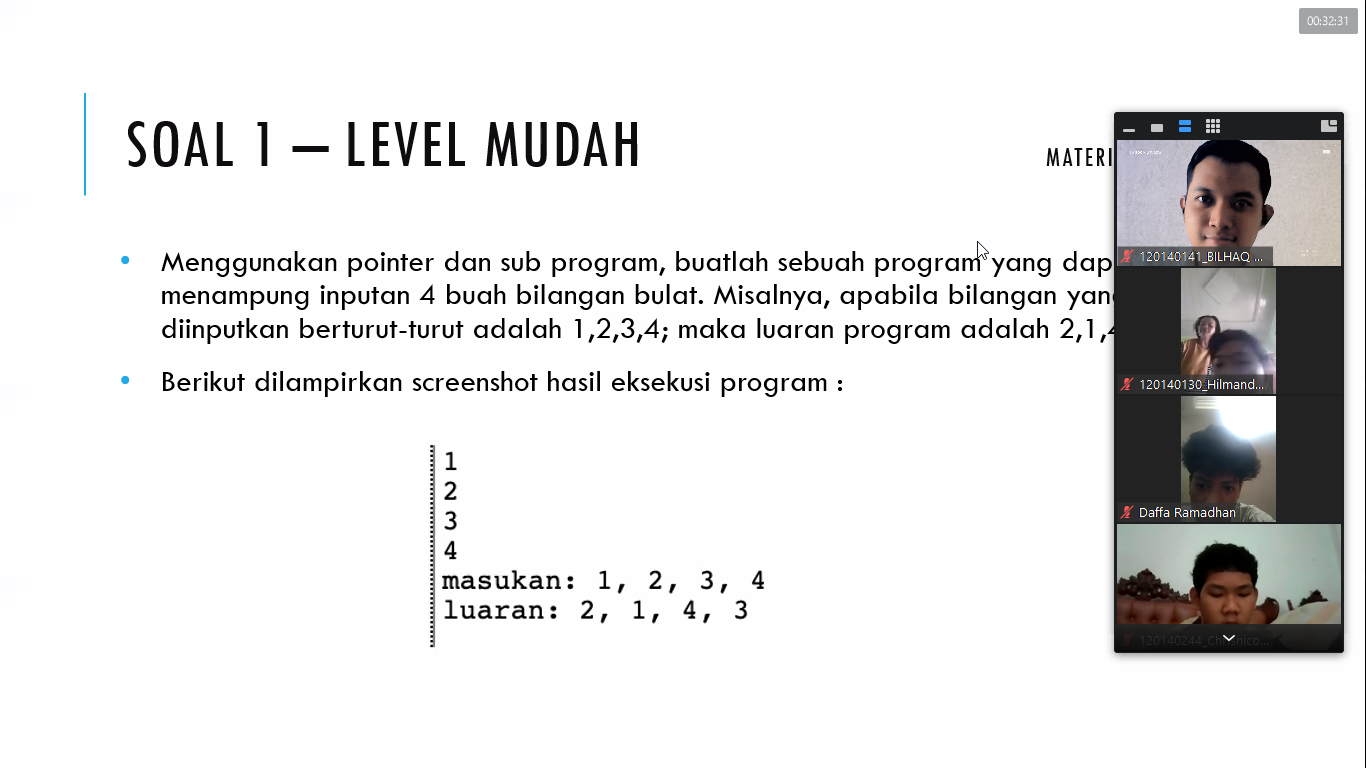 00:32:31
SOAL 1 – LEVEL MUDAH
MATERI
Menggunakan pointer dan sub program, buatlah sebuah program yang dap
menampung inputan 4 buah bilangan bulat. Misalnya, apabila bilangan yan
diinputkan berturut-turut adalah 1,2,3,4; maka luaran program adalah 2,1,4
Berikut dilampirkan screenshot hasil eksekusi program :
1
2
3
4
masukan: 1, 2, 3, 4
luaran: 2, 1, 4, 3
120140141_BILHAQ ...
120140130_Hilmand...
Daffa Ramadhan